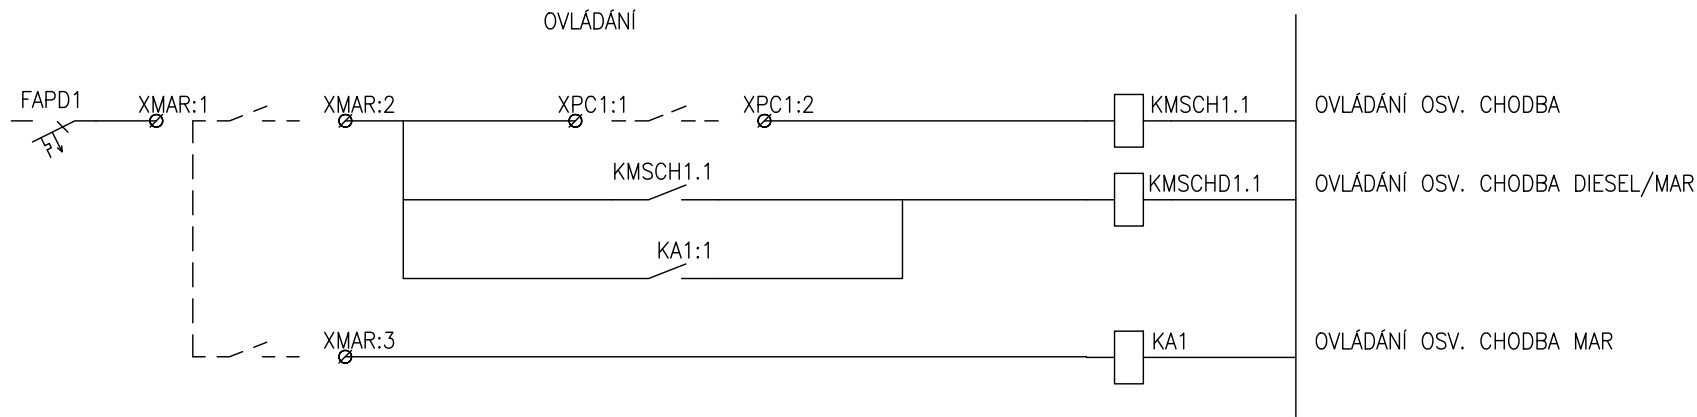 OVLÁDÁNÍ
FAPD1
XMAR:1
XMAR:2
XPC1:1
XPC1:2
KMSCH1.1
OVLÁDÁNÍ OSV. CHODBA
KMSCH1.1
KMSCHD1.1
OVLÁDÁNÍ OSV. CHODBA DIESEL/MAR
KA1:1
XMAR:3
KA1
OVLÁDÁNÍ OSV. CHODBA MAR